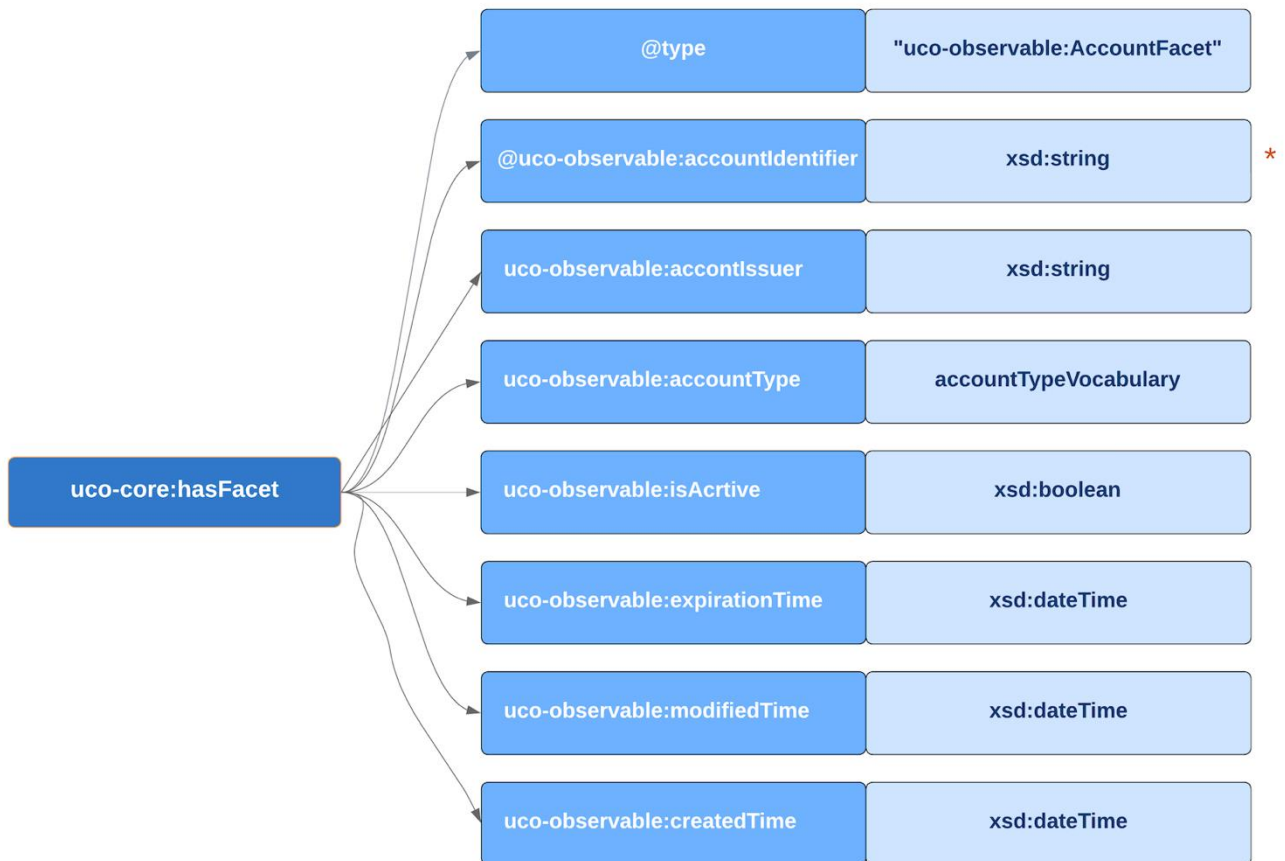 @type
"uco-observable:AccountFacet"
@uco-observable:accountIdentifier
xsd:string
*
uco-observable:accontIssuer
xsd:string
uco-observable:accountType
accountTypeVocabulary
uco-core:hasFacet
uco-observable:isAcrtive
xsd:boolean
uco-observable:expirationTime
xsd:dateTime
uco-observable:modifiedTime
xsd:dateTime
uco-observable:createdTime
xsd:dateTime